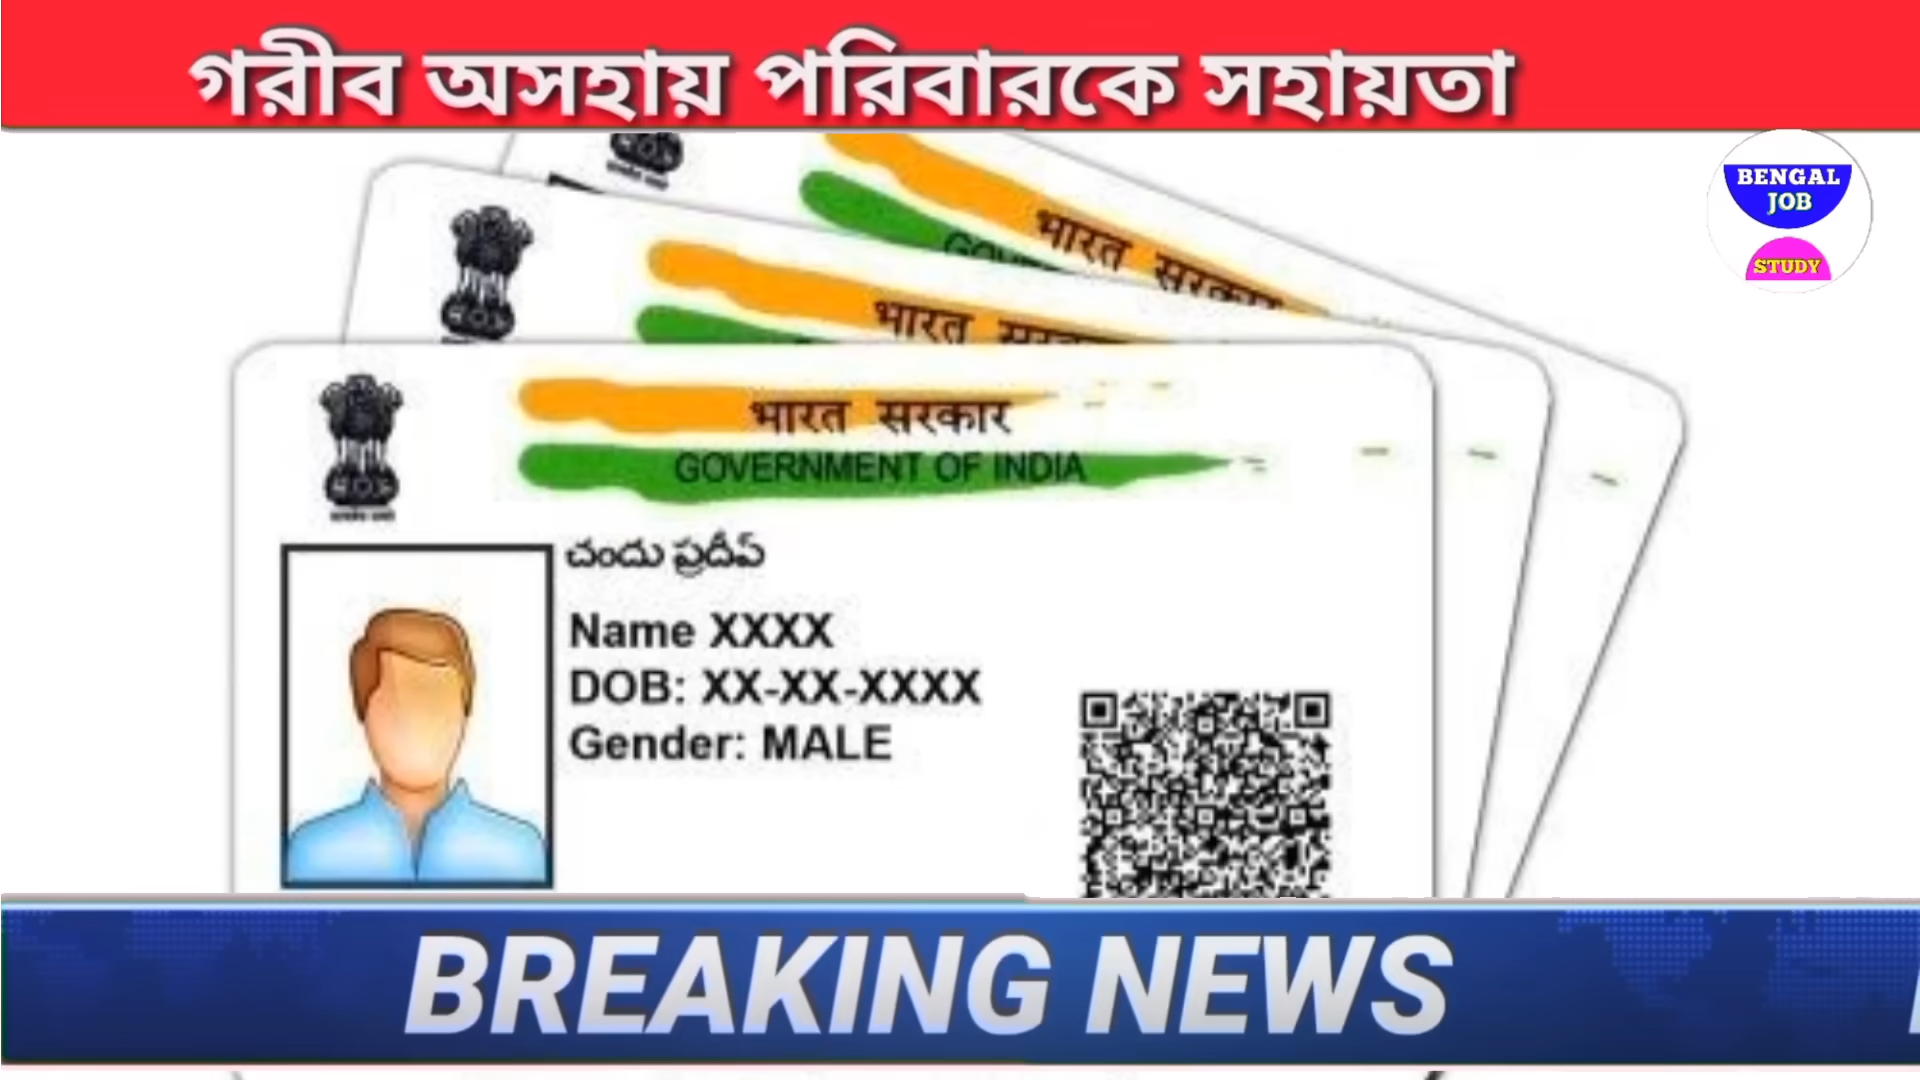 গরীব অসহায় পরিবারকে সহায়তা
BENGAL
JOB
STUDY
भारत सरकार
भारत
भारत सरकार
GOVERNMENT OF INDIA
చందు ప్రదీప్
Name XXXX
DOB: XX-XX-XXXX
Gender: MALE
BREAKING NEWS